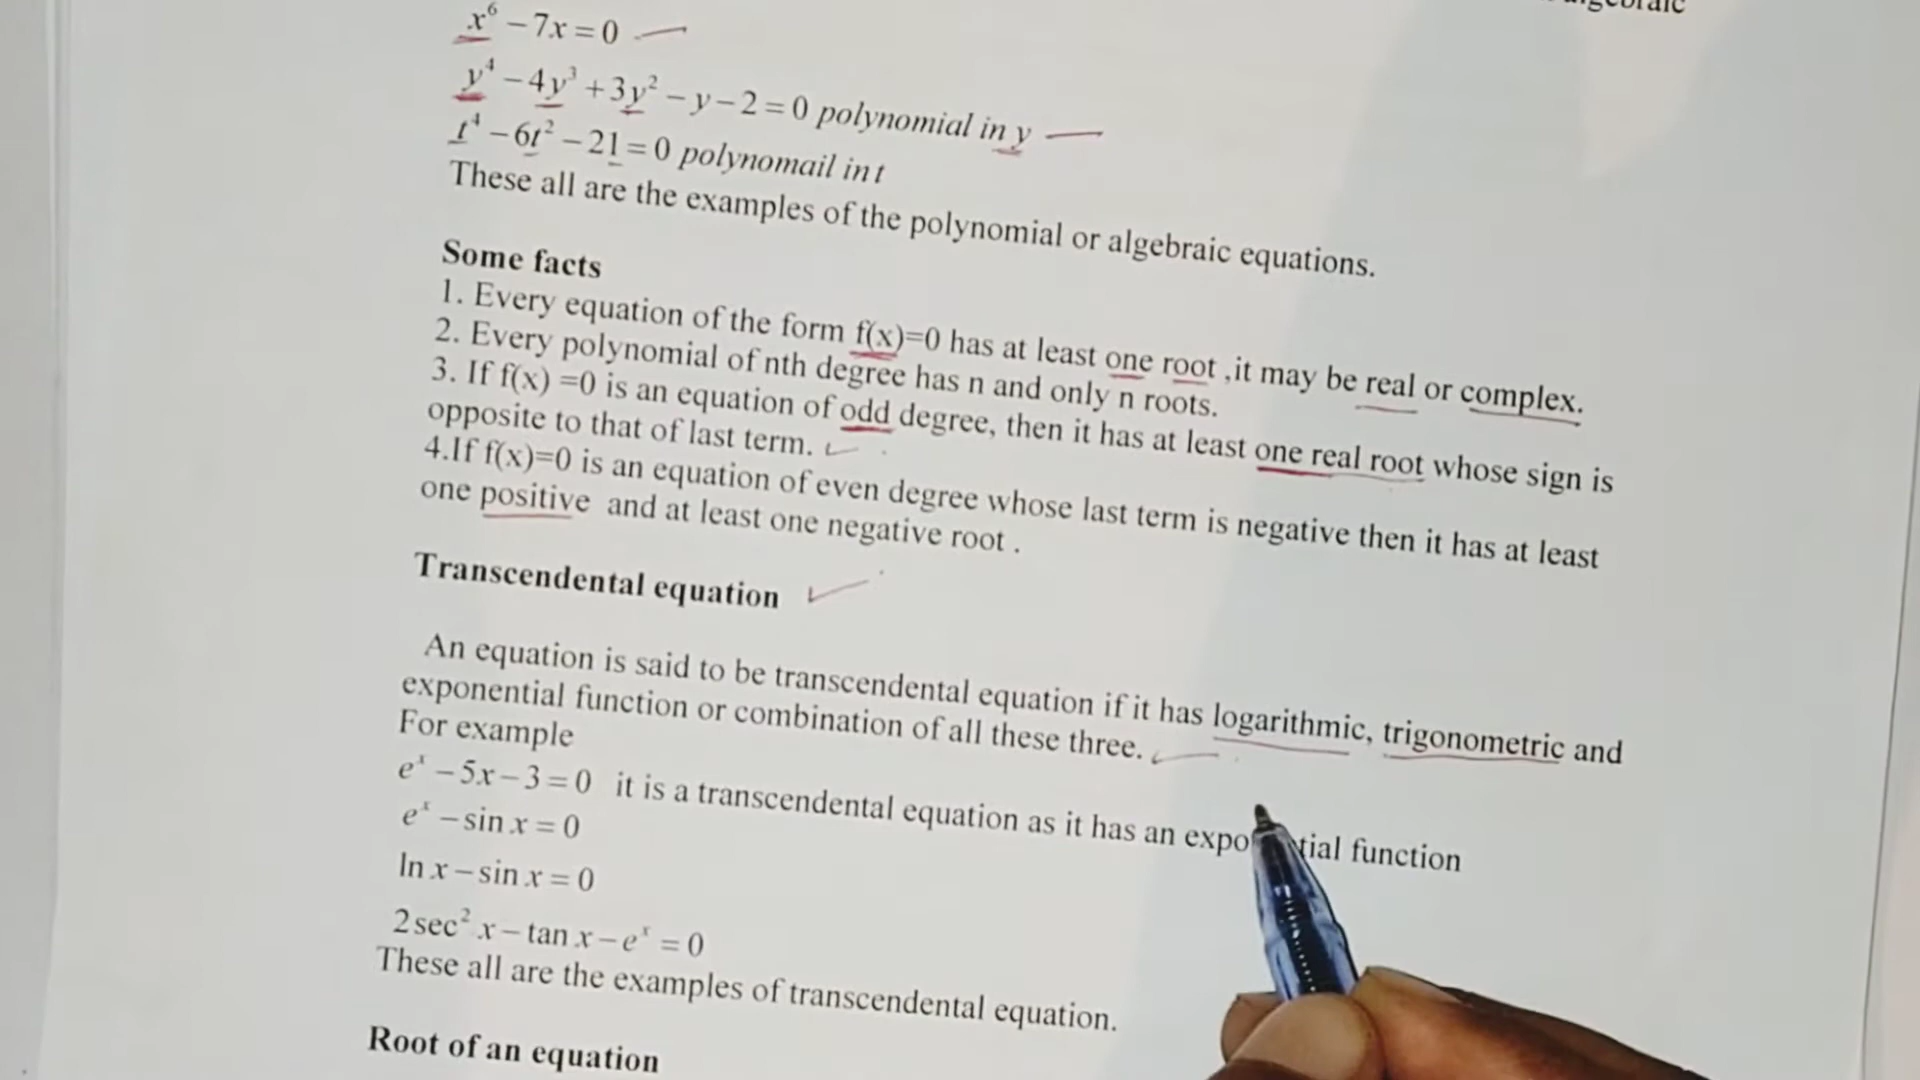 x⁶ – 7x = 0
y⁴ – 4y³ + 3y² – y – 2 = 0 polynomial in y
t⁴ – 6t² – 21 = 0 polynomail in t
These all are the examples of the polynomial or algebraic equations.
Some facts
1. Every equation of the form f(x)=0 has at least one root ,it may be real or complex.
2. Every polynomial of nth degree has n and only n roots.
3. If f(x) =0 is an equation of odd degree, then it has at least one real root whose sign is
opposite to that of last term.
4.If f(x)=0 is an equation of even degree whose last term is negative then it has at least
one positive and at least one negative root .
Transcendental equation
An equation is said to be transcendental equation if it has logarithmic, trigonometric and
exponential function or combination of all these three.
For example
eˣ – 5x – 3 = 0 it is a transcendental equation as it has an function
eˣ – sin x = 0
ln x – sin x = 0
2 sec² x – tan x – eˣ = 0
These all are the examples of transcendental equation.
Root of an equation